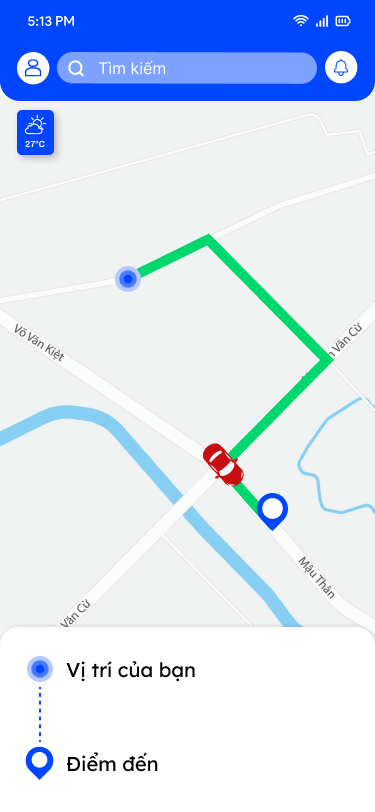 5:13 PM
Tìm kiếm
27°C
Võ Văn Kiệt
Văn Cừ
Mậu Thân
Văn Cừ
Vị trí của bạn
Điểm đến